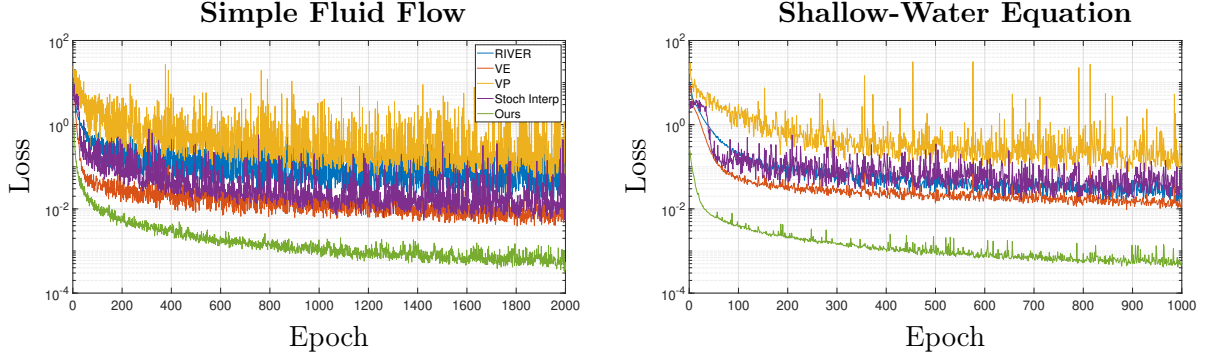 Simple Fluid Flow
Loss
10^2
10^0
10^-2
10^-4
0 200 400 600 800 1000 1200 1400 1600 1800 2000
Epoch
RIVER
VE
VP
Stoch Interp
Ours
Shallow-Water Equation
Loss
10^2
10^0
10^-2
10^-4
0 100 200 300 400 500 600 700 800 900 1000
Epoch